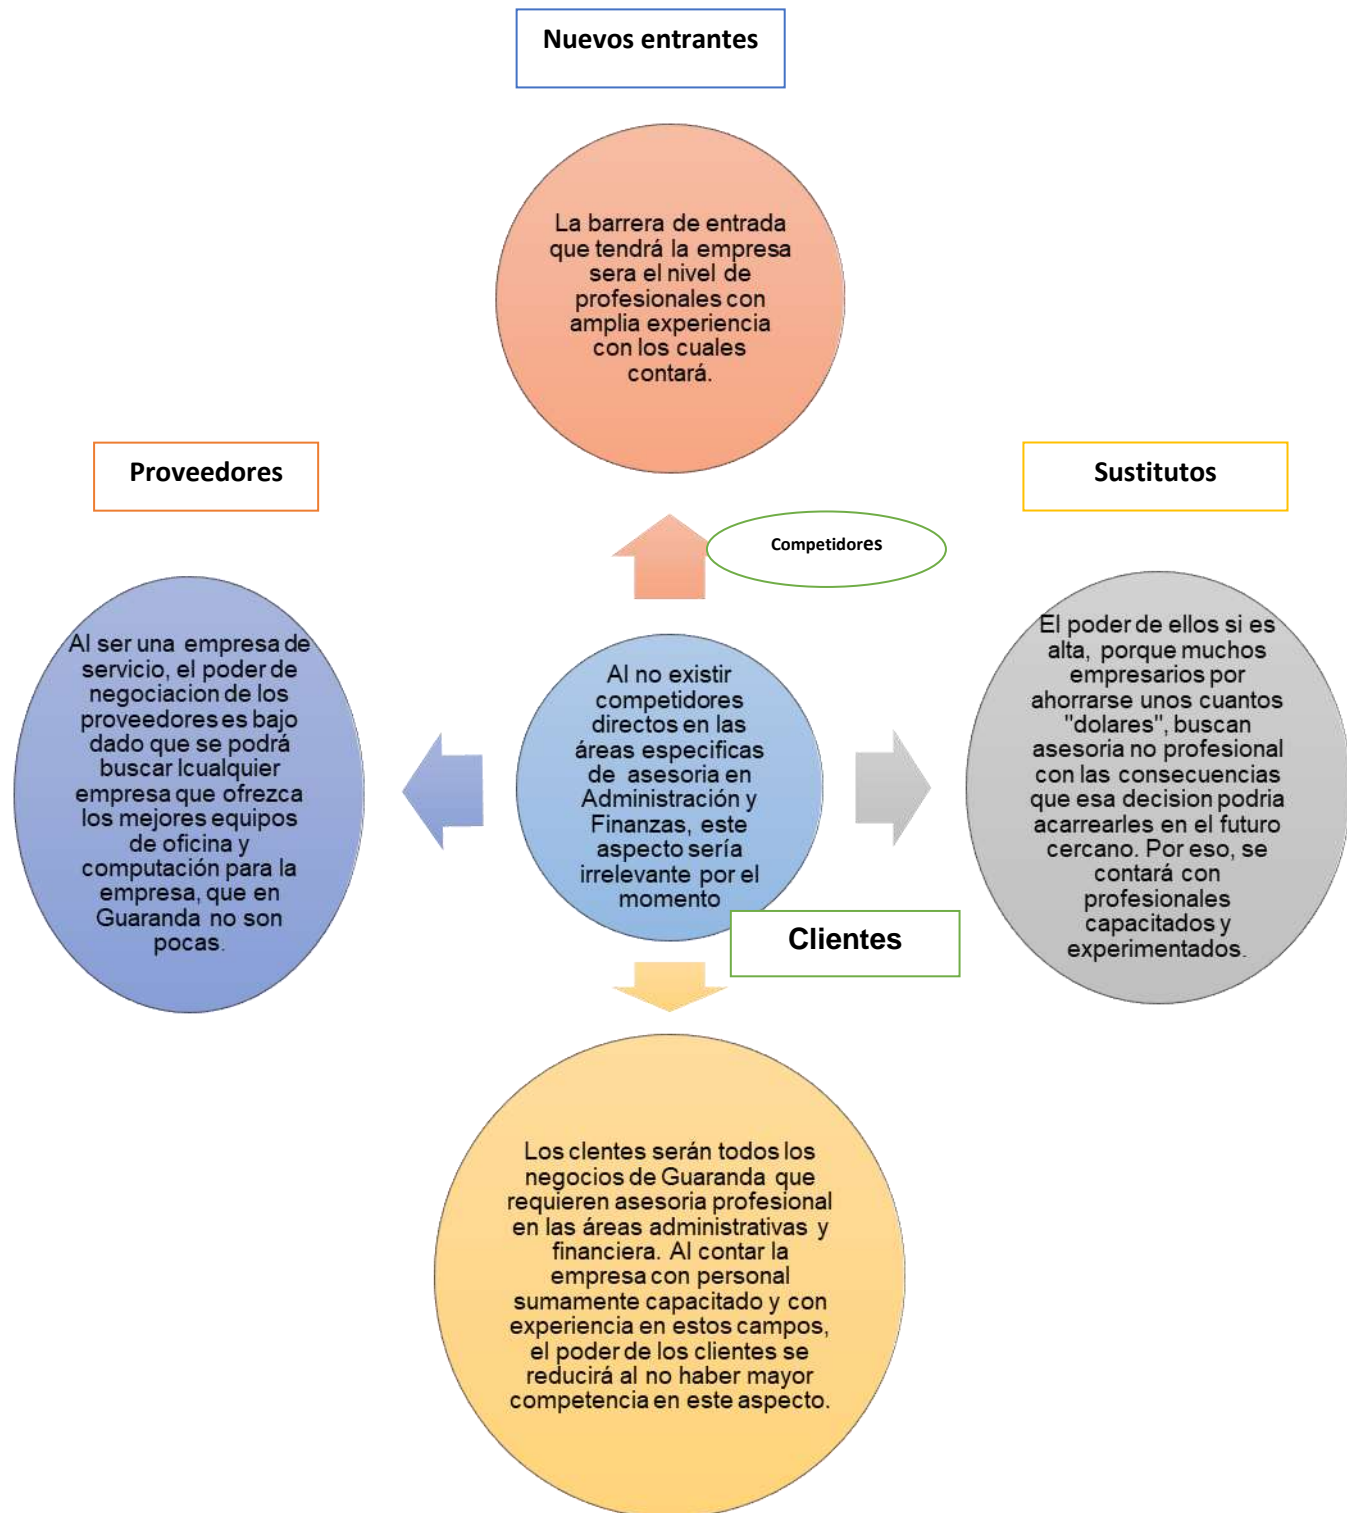 Nuevos entrantes
La barrera de entrada
que tendrá la empresa
sera el nivel de
profesionales con
amplia experiencia
con los cuales
contará.
Proveedores
Sustitutos
Competidores
Al ser una empresa de
servicio, el poder de
negociacion de los
proveedores es bajo
dado que se podrá
buscar lcualquier
empresa que ofrezca
los mejores equipos
de oficina y
computación para la
empresa, que en
Guaranda no son
pocas.
Al no existir
competidores
directos en las
áreas especificas
de asesoria en
Administración y
Finanzas, este
aspecto sería
irrelevante por el
momento
El poder de ellos si es
alta, porque muchos
empresarios por
ahorrarse unos cuantos
"dolares", buscan
asesoria no profesional
con las consecuencias
que esa decision podria
acarrearles en el futuro
cercano. Por eso, se
contará con
profesionales
capacitados y
experimentados.
Clientes
Los clentes serán todos los
negocios de Guaranda que
requieren asesoria profesional
en las áreas administrativas y
financiera. Al contar la
empresa con personal
sumamente capacitado y con
experiencia en estos campos,
el poder de los clientes se
reducirá al no haber mayor
competencia en este aspecto.